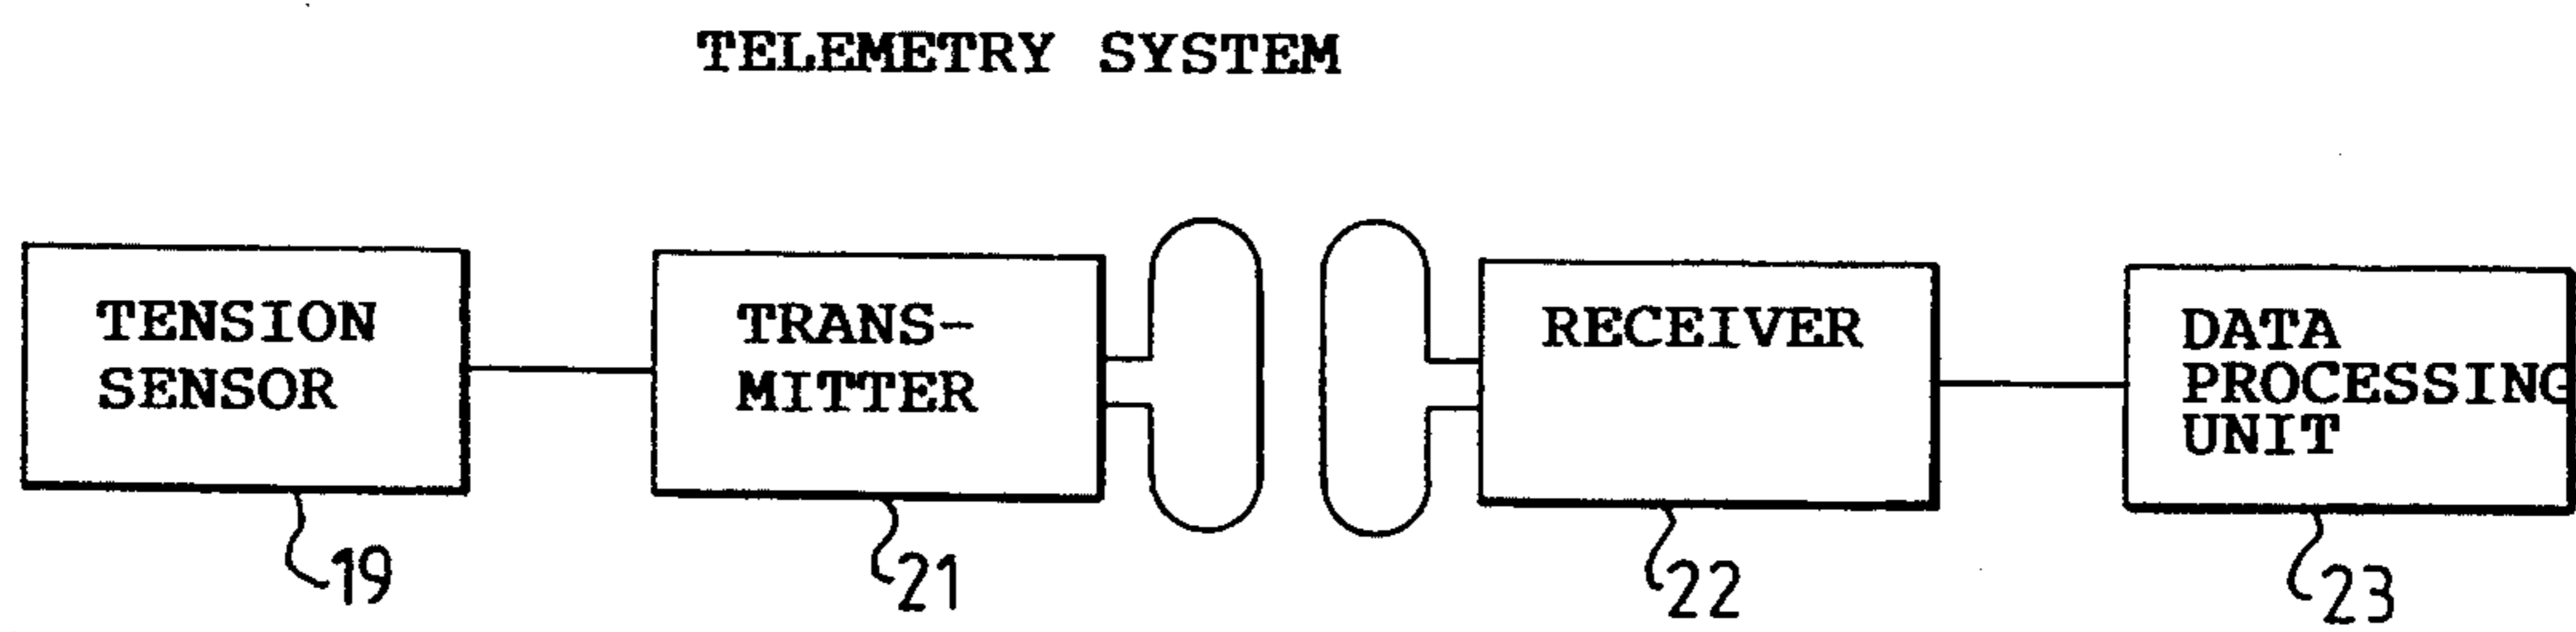 TELEMETRY SYSTEM
TENSION
SENSOR
TRANS-
MITTER
RECEIVER
DATA
PROCESSING
UNIT
19
21
22
23